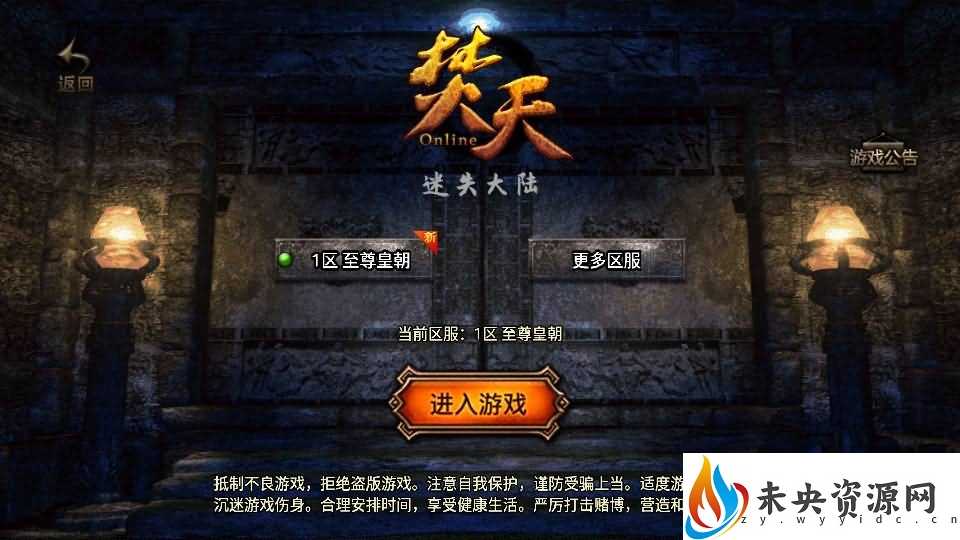 返回
焚天
Online
迷失大陆
游戏公告
新
1区 至尊皇朝
更多区服
当前区服：1区 至尊皇朝
进入游戏
抵制不良游戏，拒绝盗版游戏。注意自我保护，谨防受骗上当。适度游
沉迷游戏伤身。合理安排时间，享受健康生活。严厉打击赌博，营造和
未央资源网
zy.wyyidc.cn